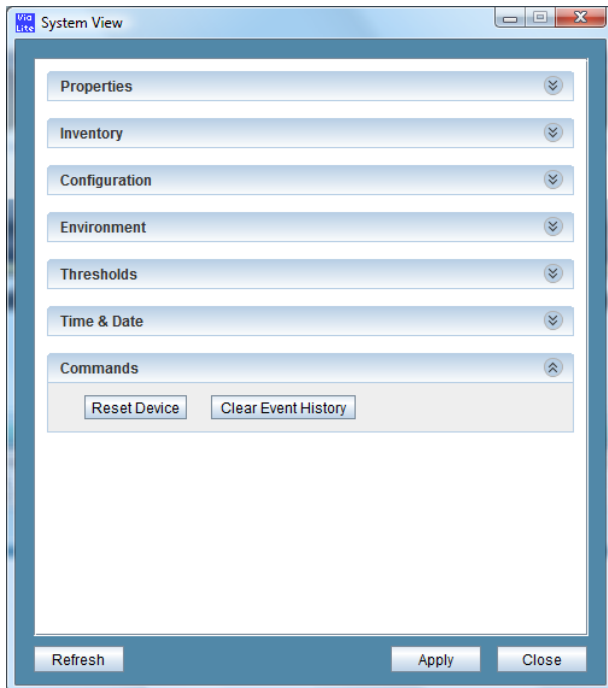 Via
Lite
System View
Properties
Inventory
Configuration
Environment
Thresholds
Time & Date
Commands
Reset Device Clear Event History
Refresh Apply Close